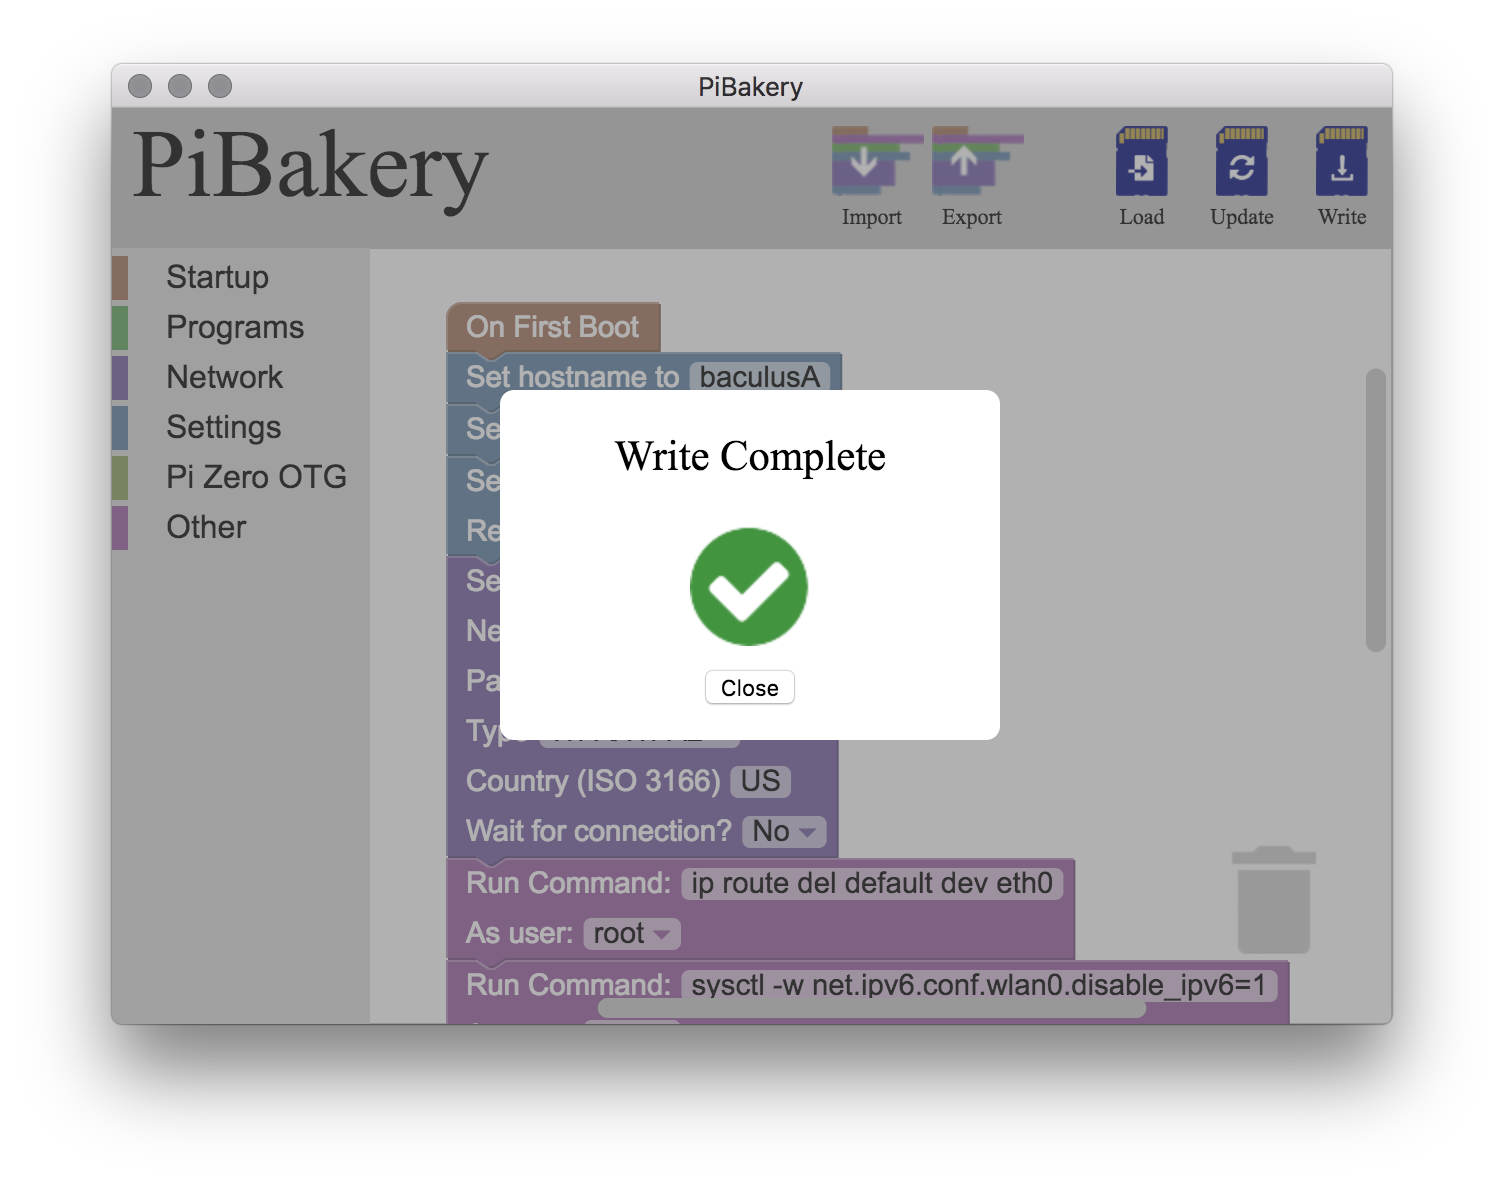 PiBakery
PiBakery
Import
Export
Load
Update
Write
Startup
Programs
Network
Settings
Pi Zero OTG
Other
On First Boot
Set hostname to baculusA
Se
Se
Re
Se
Ne
Pa
Write Complete
Close
Country (ISO 3166) US
Wait for connection? No
Run Command: ip route del default dev eth0
As user: root
Run Command: sysctl -w net.ipv6.conf.wlan0.disable_ipv6=1